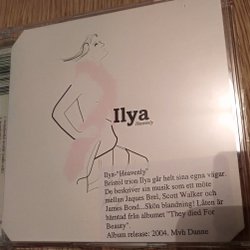 Ilya
Heavenly
Ilya-"Heavenly"
Bristol trion Ilya går helt sina egna vägar.
De beskriver sin musik som ett möte
mellan Jaques Brel, Scott Walker och
James Bond....Skön blandning! Låten är
hämtad från albumet "They died For
Beauty".
Album release: 2004. Mvh Danne